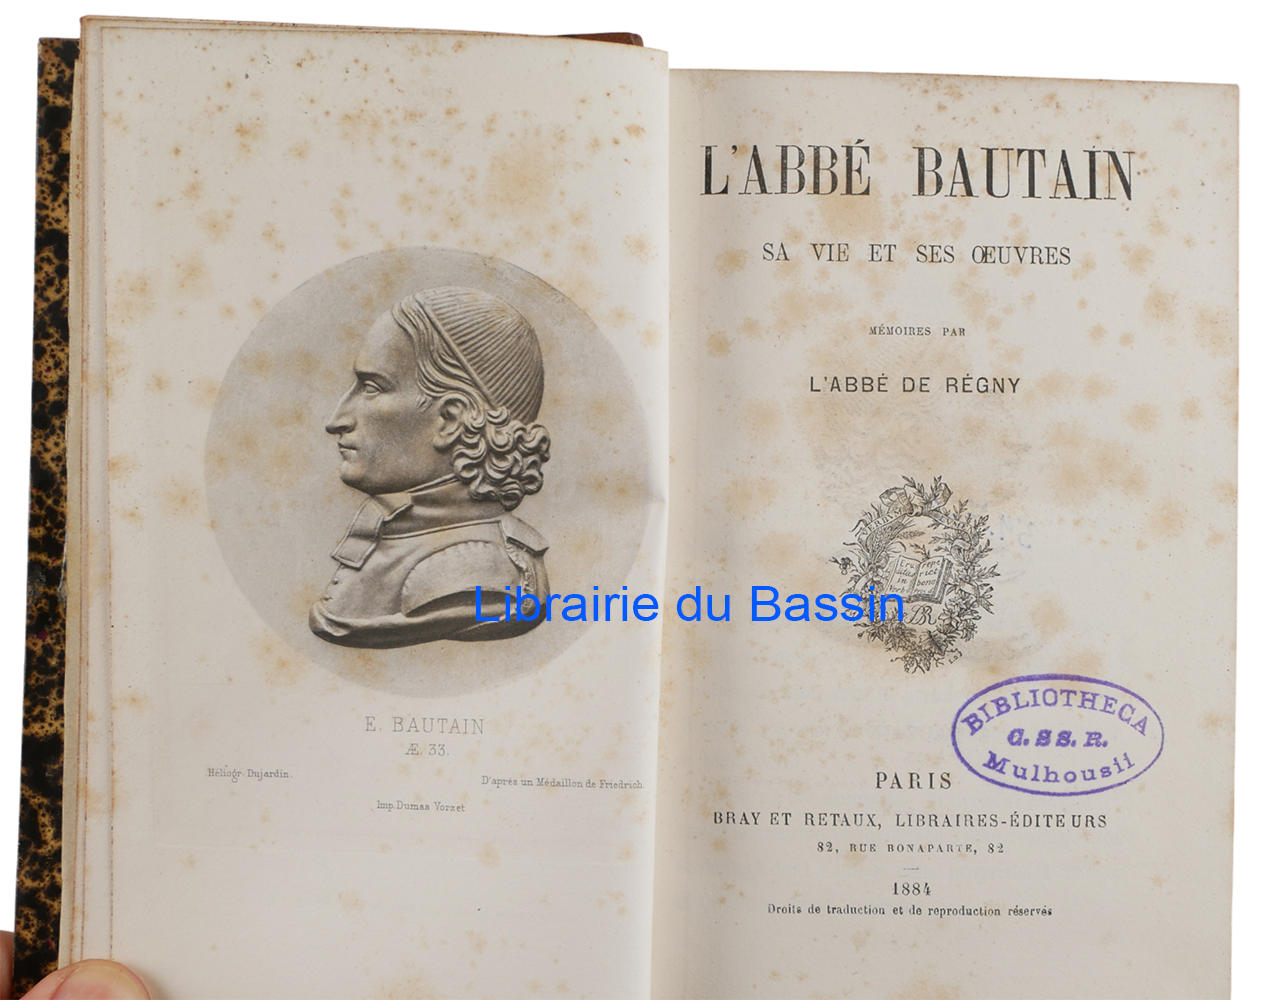 E. BAUTAIN
Æ. 33.
Héliogr. Dujardin.
D'après un Médaillon de Friedrich.
Imp. Dumas Vorzet
L'ABBÉ BAUTAIN
SA VIE ET SES ŒUVRES
MÉMOIRES PAR
L'ABBÉ DE RÉGNY
Librairie du Bassin
BIBLIOTHECA
C. SS. R.
Mulhousii
PARIS
BRAY ET RETAUX, LIBRAIRES-ÉDITEURS
82, RUE BONAPARTE, 82
1884
Droits de traduction et de reproduction réservés